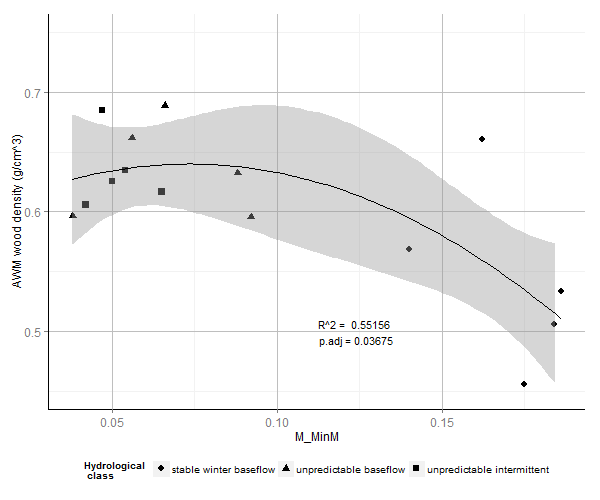 0.7
0.6
0.5
AWM wood density (g/cm^3)
R^2 = 0.55156
p.adj = 0.03675
0.05
0.10
0.15
M_MinM
Hydrological
class
stable winter baseflow
unpredictable baseflow
unpredictable intermittent